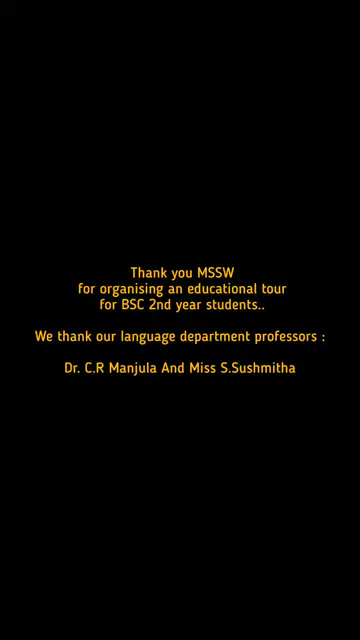 Thank you MSSW
for organising an educational tour
for BSC 2nd year students..
We thank our language department professors :
Dr. C.R Manjula And Miss S.Sushmitha